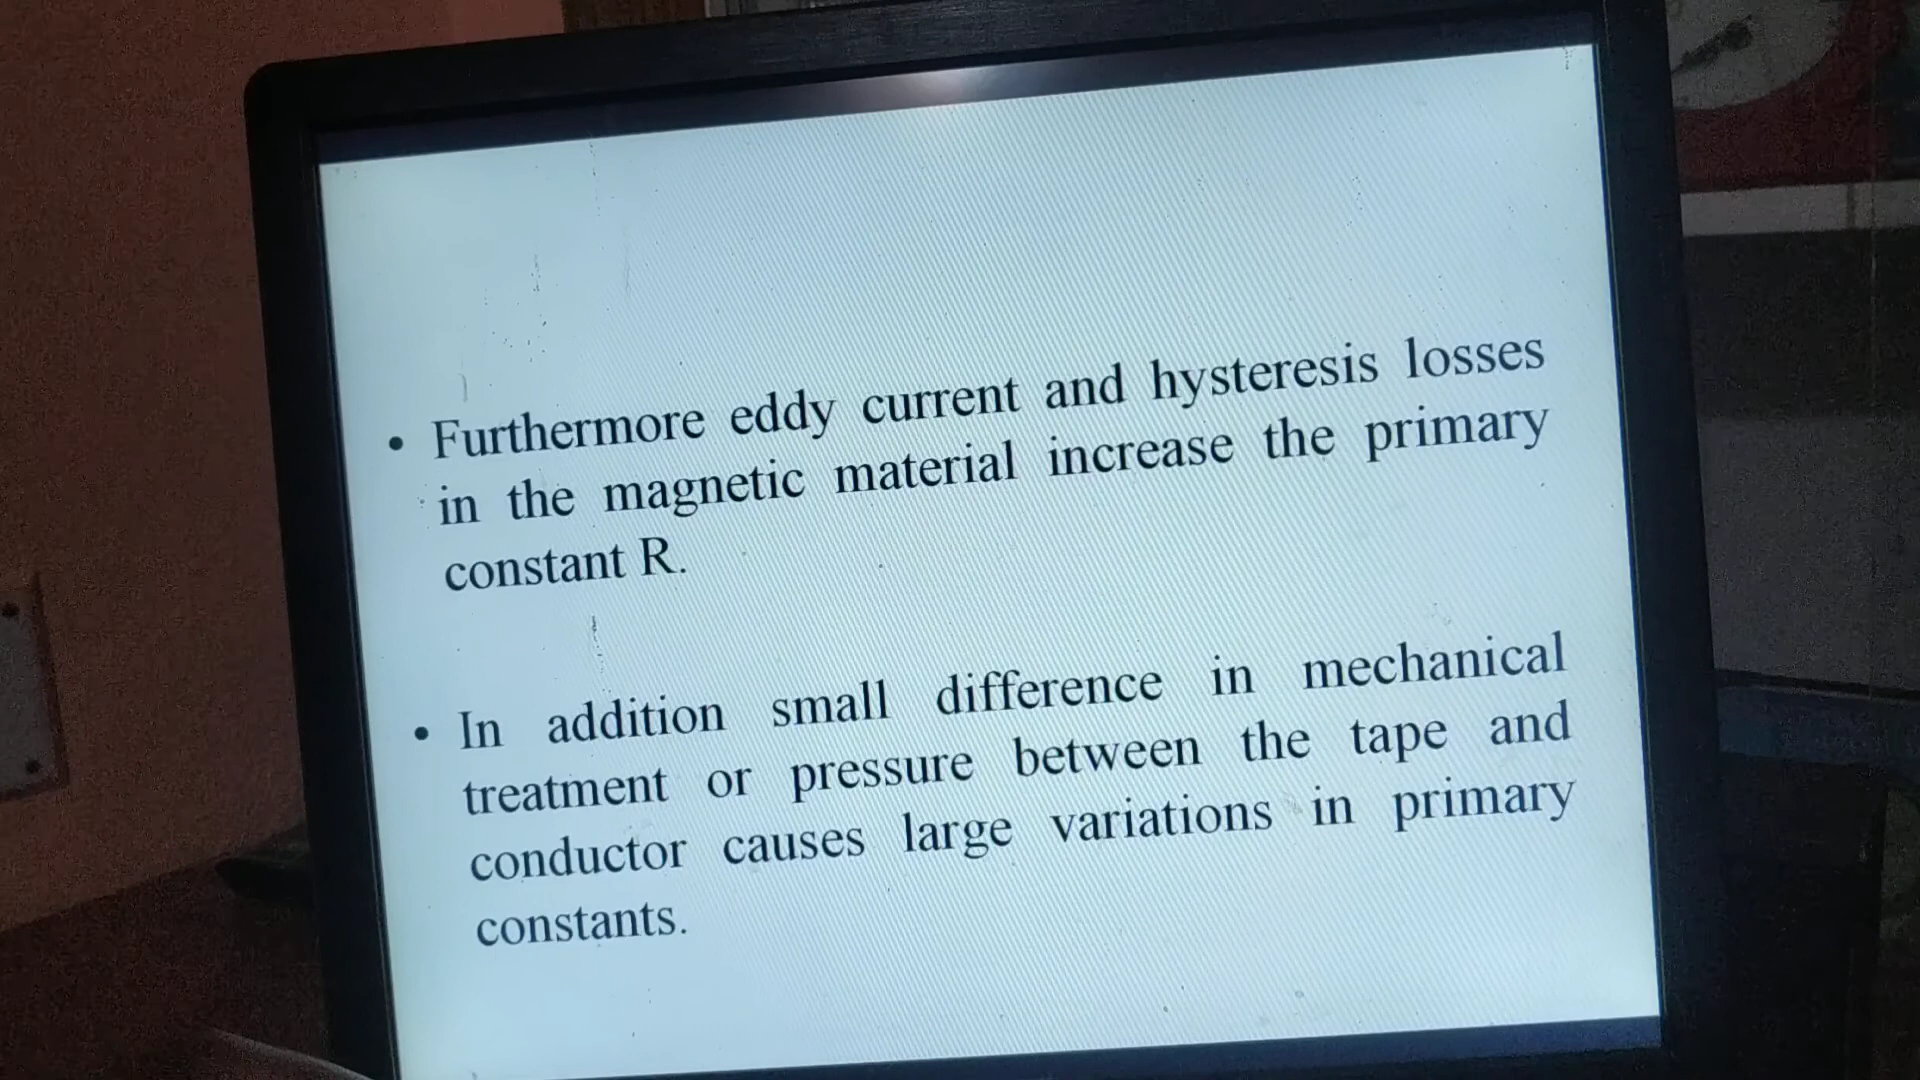 • Furthermore eddy current and hysteresis losses
in the magnetic material increase the primary
constant R.
• In addition small difference in mechanical
treatment or pressure between the tape and
conductor causes large variations in primary
constants.